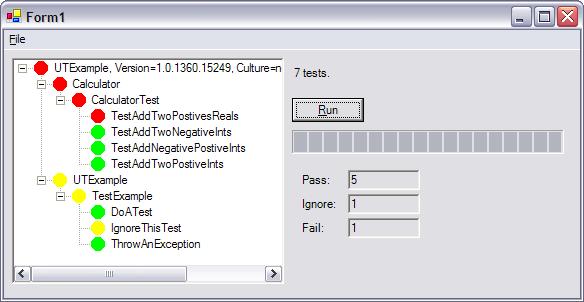 Form1
File
UTExample, Version=1.0.1360.15249, Culture=n
Calculator
CalculatorTest
TestAddTwoPostivesReals
TestAddTwoNegativeInts
TestAddNegativePostiveInts
TestAddTwoPostiveInts
UTExample
TestExample
DoATest
IgnoreThisTest
ThrowAnException
7 tests.
Run
Pass: 5
Ignore: 1
Fail: 1